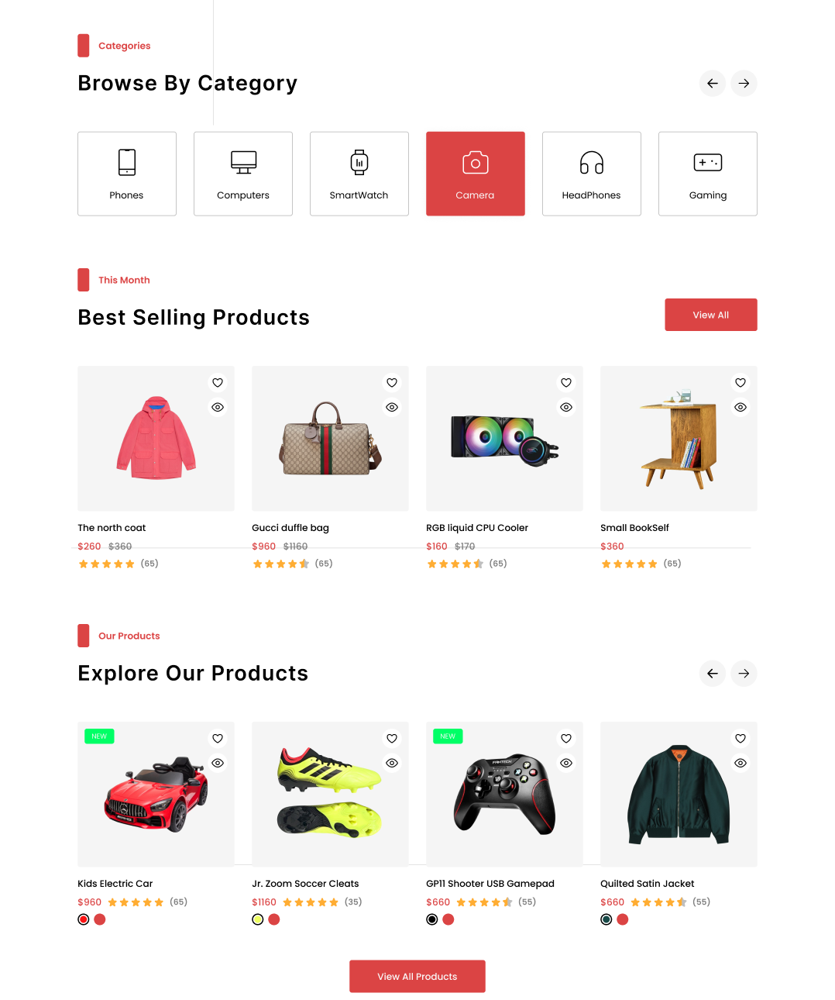 Categories
Browse By Category
Phones
Computers
SmartWatch
Camera
HeadPhones
Gaming
This Month
Best Selling Products
View All
The north coat
$260 $360
(65)
Gucci duffle bag
$960 $1160
(65)
RGB liquid CPU Cooler
$160 $170
(65)
Small BookSelf
$360
(65)
Our Products
Explore Our Products
NEW
Kids Electric Car
$960 (65)
Jr. Zoom Soccer Cleats
$1160 (35)
NEW
FANTECH
GP11 Shooter USB Gamepad
$660 (55)
Quilted Satin Jacket
$660 (55)
View All Products